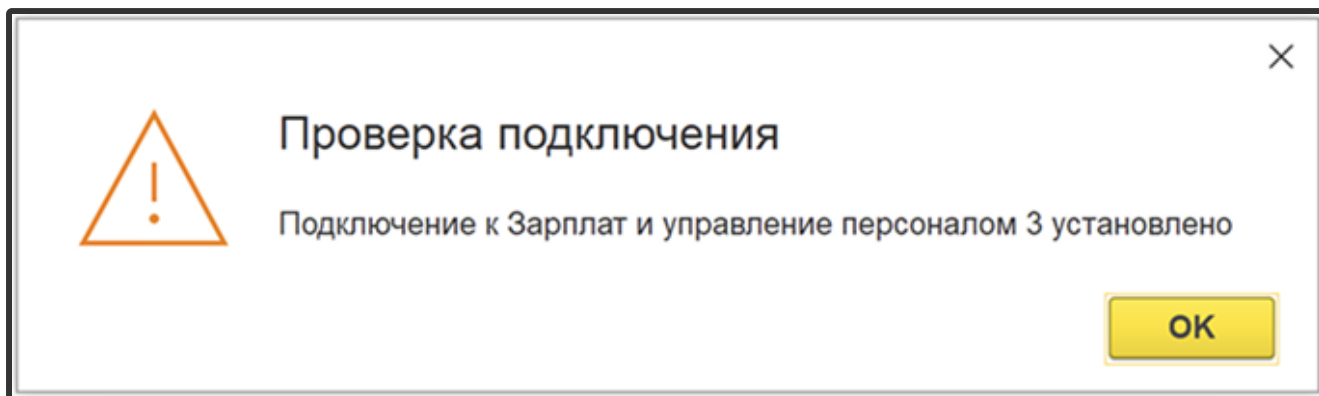 Проверка подключения
Подключение к Зарплат и управление персоналом 3 установлено
OK